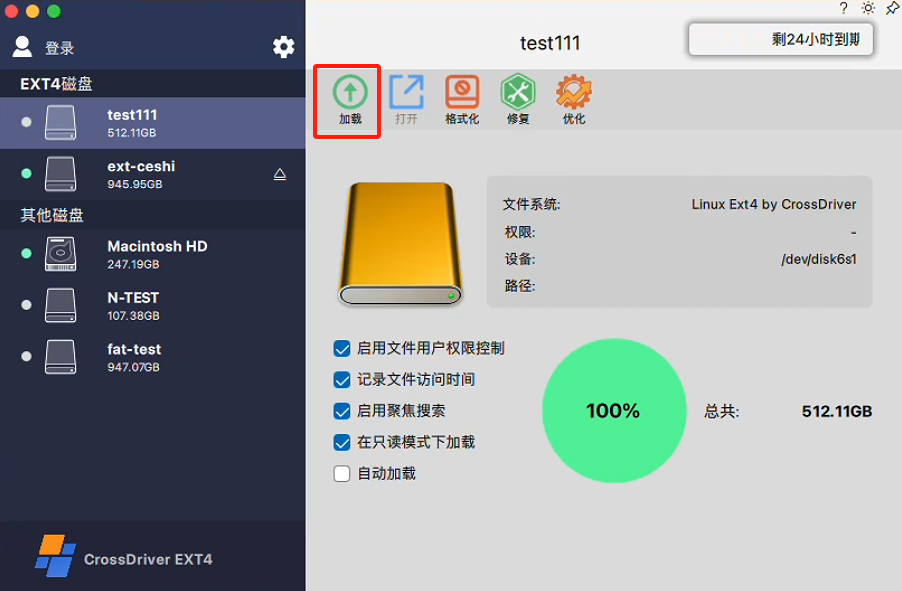 ?
登录
test111
剩24小时到期
EXT4磁盘
test111
512.11GB
ext-ceshi
945.95GB
其他磁盘
Macintosh HD
247.19GB
N-TEST
107.38GB
fat-test
947.07GB
CrossDriver EXT4
加载
打开
格式化
修复
优化
文件系统:
Linux Ext4 by CrossDriver
权限:
-
设备:
/dev/disk6s1
路径:
启用文件用户权限控制
记录文件访问时间
启用聚焦搜索
在只读模式下加载
自动加载
100%
总共:
512.11GB